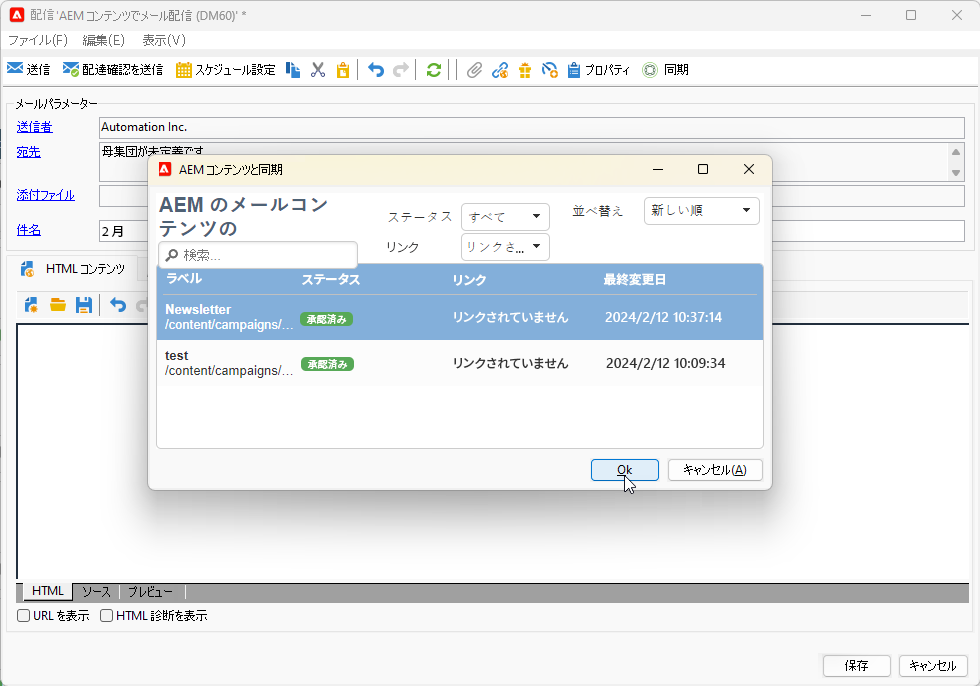 配信 'AEM コンテンツでメール配信 (DM60)' *
ファイル(F) 編集(E) 表示(V)
送信 配達確認を送信 スケジュール設定 プロパティ 同期
メールパラメーター
送信者 Automation Inc.
宛先 母集団が未定義です
添付ファイル
件名 2 月
HTML コンテンツ
AEM コンテンツと同期
AEM のメールコンテンツの
ステータス すべて 並べ替え 新しい順
検索... リンク リンクさ...
ラベル ステータス リンク 最終変更日
Newsletter
/content/campaigns/... 承認済み リンクされていません 2024/2/12 10:37:14
test
/content/campaigns/... 承認済み リンクされていません 2024/2/12 10:09:34
Ok キャンセル(A)
HTML ソース プレビュー
URL を表示 HTML 診断を表示
保存 キャンセル